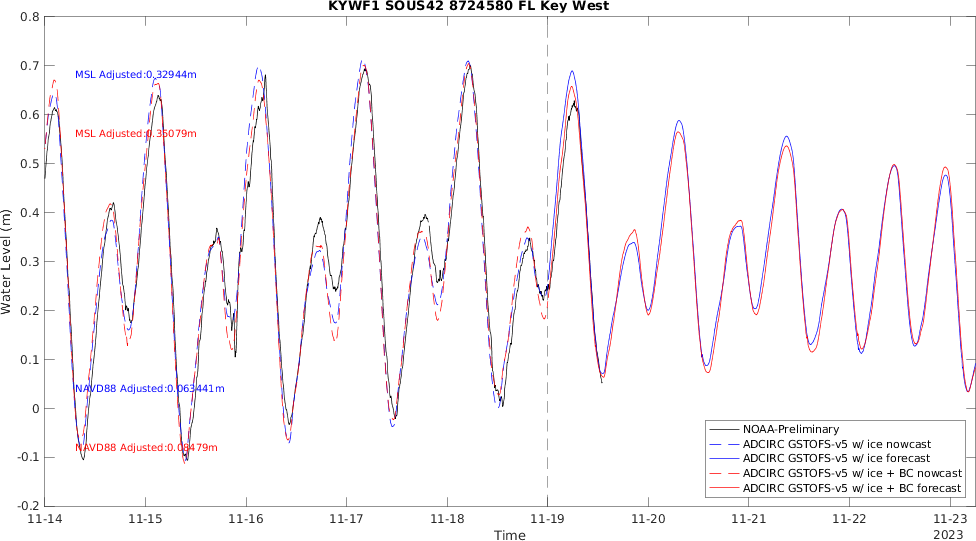 KYWF1 SOUS42 8724580 FL Key West
0.8
0.7
0.6
0.5
0.4
0.3
0.2
0.1
0
-0.1
-0.2
Water Level (m)
MSL Adjusted:0.32944m
MSL Adjusted:0.35079m
NAVD88 Adjusted:0.063441m
NAVD88 Adjusted:0.08479m
NOAA-Preliminary
ADCIRC GSTOFS-v5 w/ ice nowcast
ADCIRC GSTOFS-v5 w/ ice forecast
ADCIRC GSTOFS-v5 w/ ice + BC nowcast
ADCIRC GSTOFS-v5 w/ ice + BC forecast
11-14 11-15 11-16 11-17 11-18 11-19 11-20 11-21 11-22 11-23
Time
2023